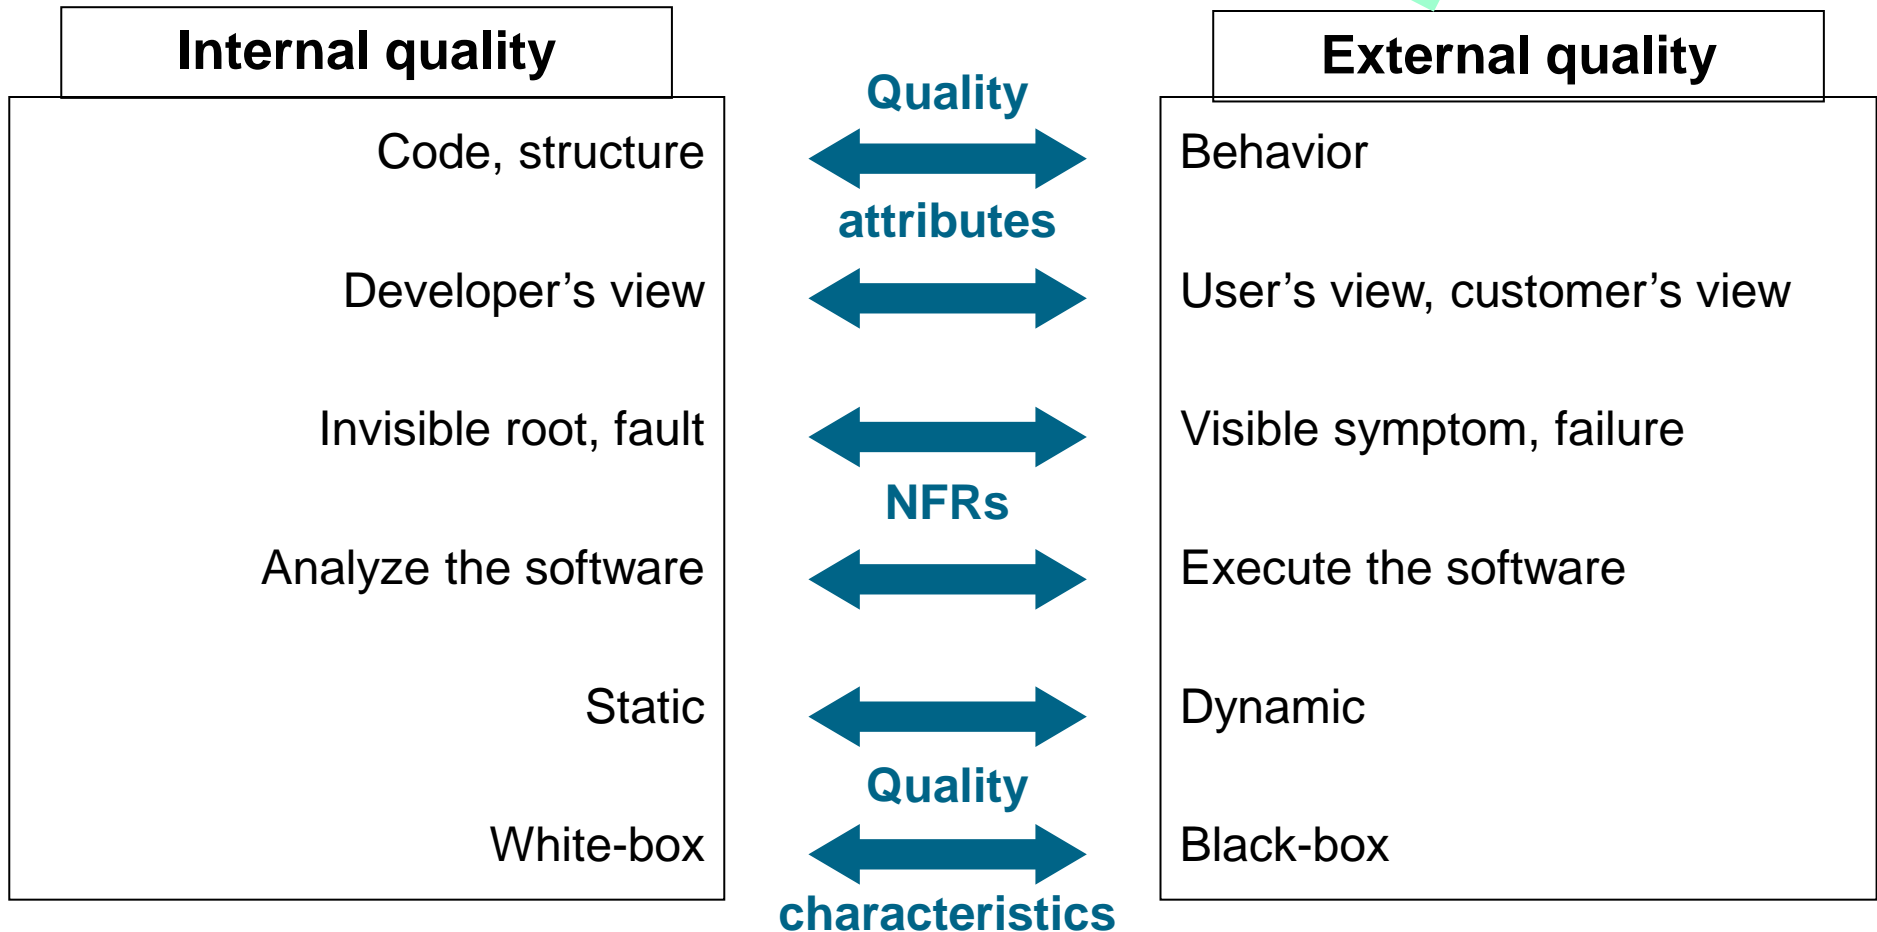 Internal quality
External quality
Quality
Code, structure
Behavior
attributes
Developer’s view
User’s view, customer’s view
Invisible root, fault
Visible symptom, failure
NFRs
Analyze the software
Execute the software
Static
Dynamic
Quality
White-box
Black-box
characteristics